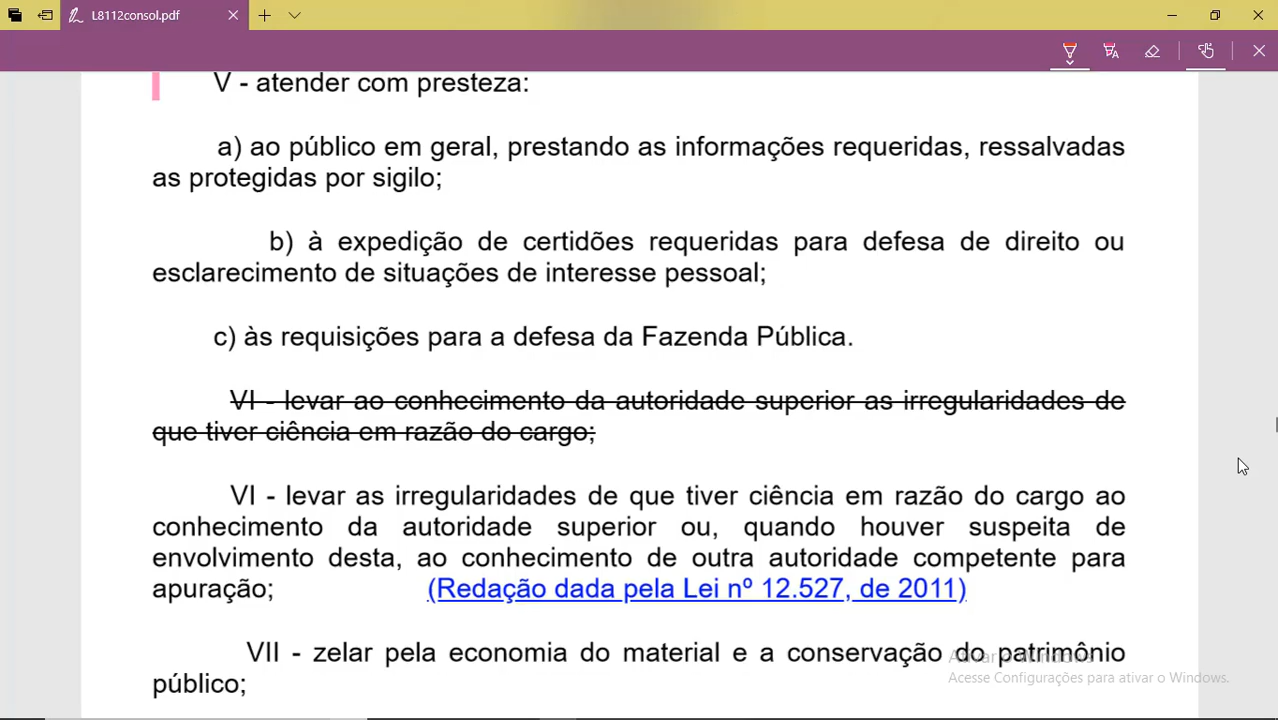 L8112consol.pdf
V - atender com presteza:
a) ao público em geral, prestando as informações requeridas, ressalvadas
as protegidas por sigilo;
b) à expedição de certidões requeridas para defesa de direito ou
esclarecimento de situações de interesse pessoal;
c) às requisições para a defesa da Fazenda Pública.
VI - levar ao conhecimento da autoridade superior as irregularidades de
que tiver ciência em razão do cargo;
VI - levar as irregularidades de que tiver ciência em razão do cargo ao
conhecimento da autoridade superior ou, quando houver suspeita de
envolvimento desta, ao conhecimento de outra autoridade competente para
apuração; (Redação dada pela Lei nº 12.527, de 2011)
VII - zelar pela economia do material e a conservação do patrimônio
público;
Ativar o Windows
Acesse Configurações para ativar o Windows.